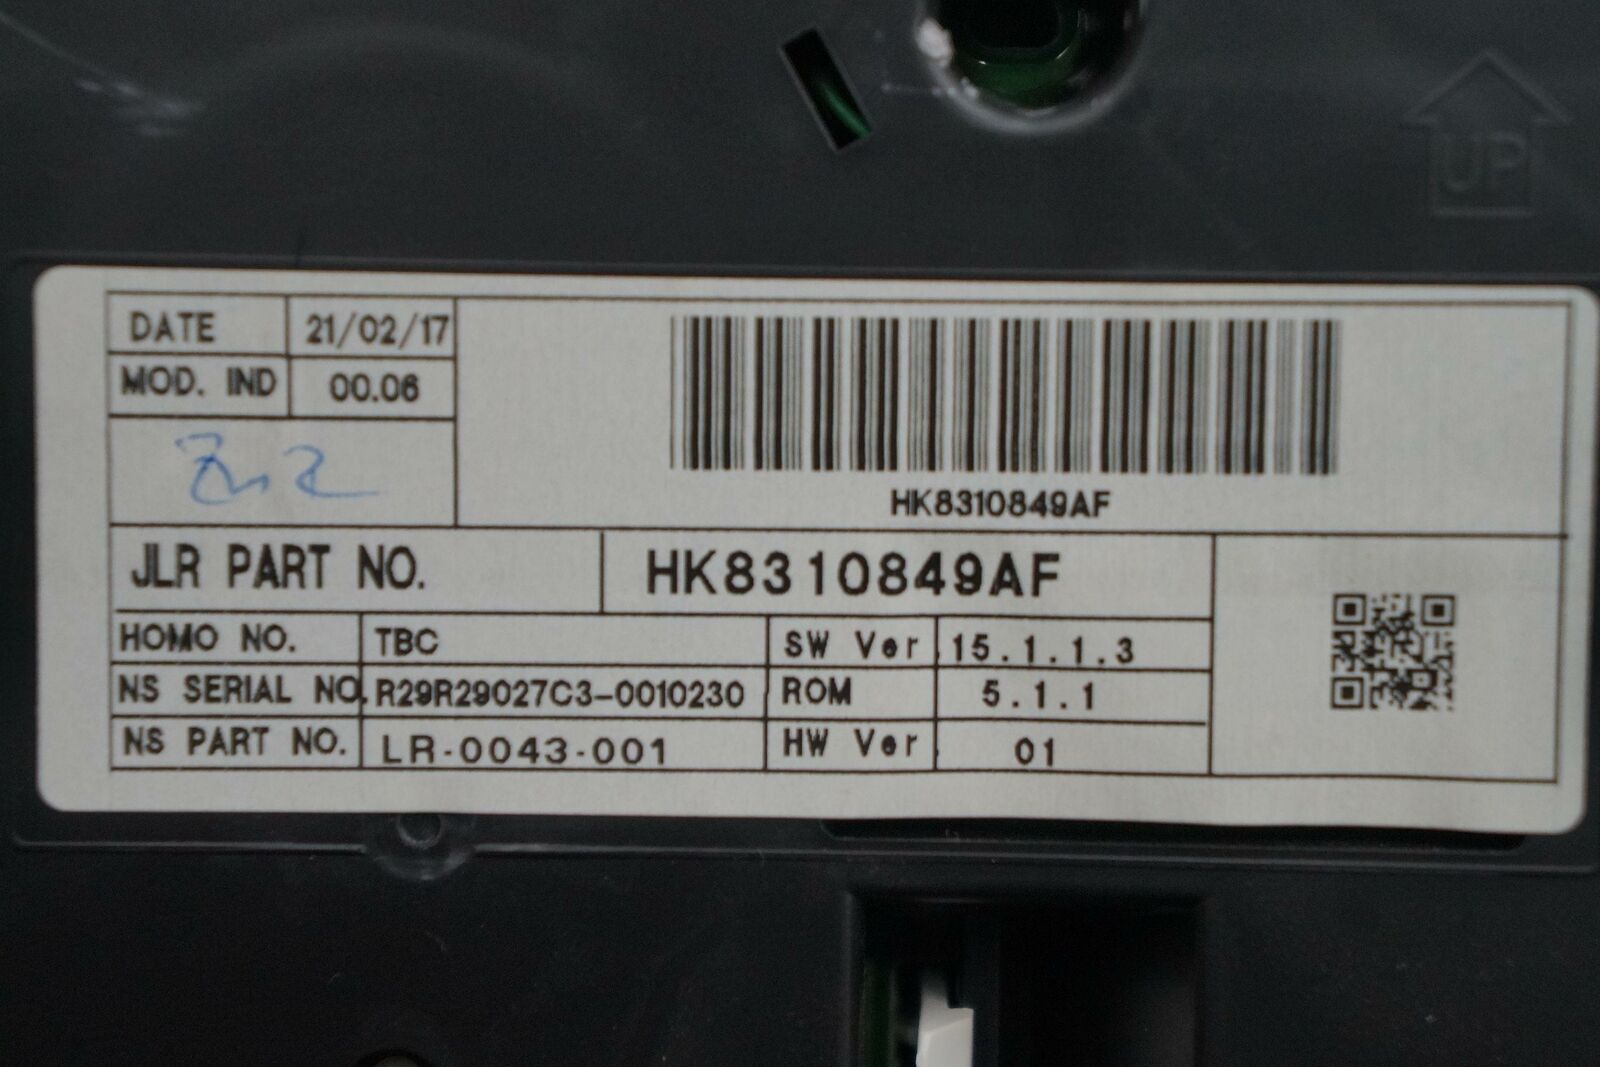 UP
DATE 21/02/17
MOD. IND 00.06
HK8310849AF
JLR PART NO. HK8310849AF
HOMO NO. TBC SW Ver 15.1.1.3
NS SERIAL NO. R29R29027C3-0010230 ROM 5.1.1
NS PART NO. LR-0043-001 HW Ver 01